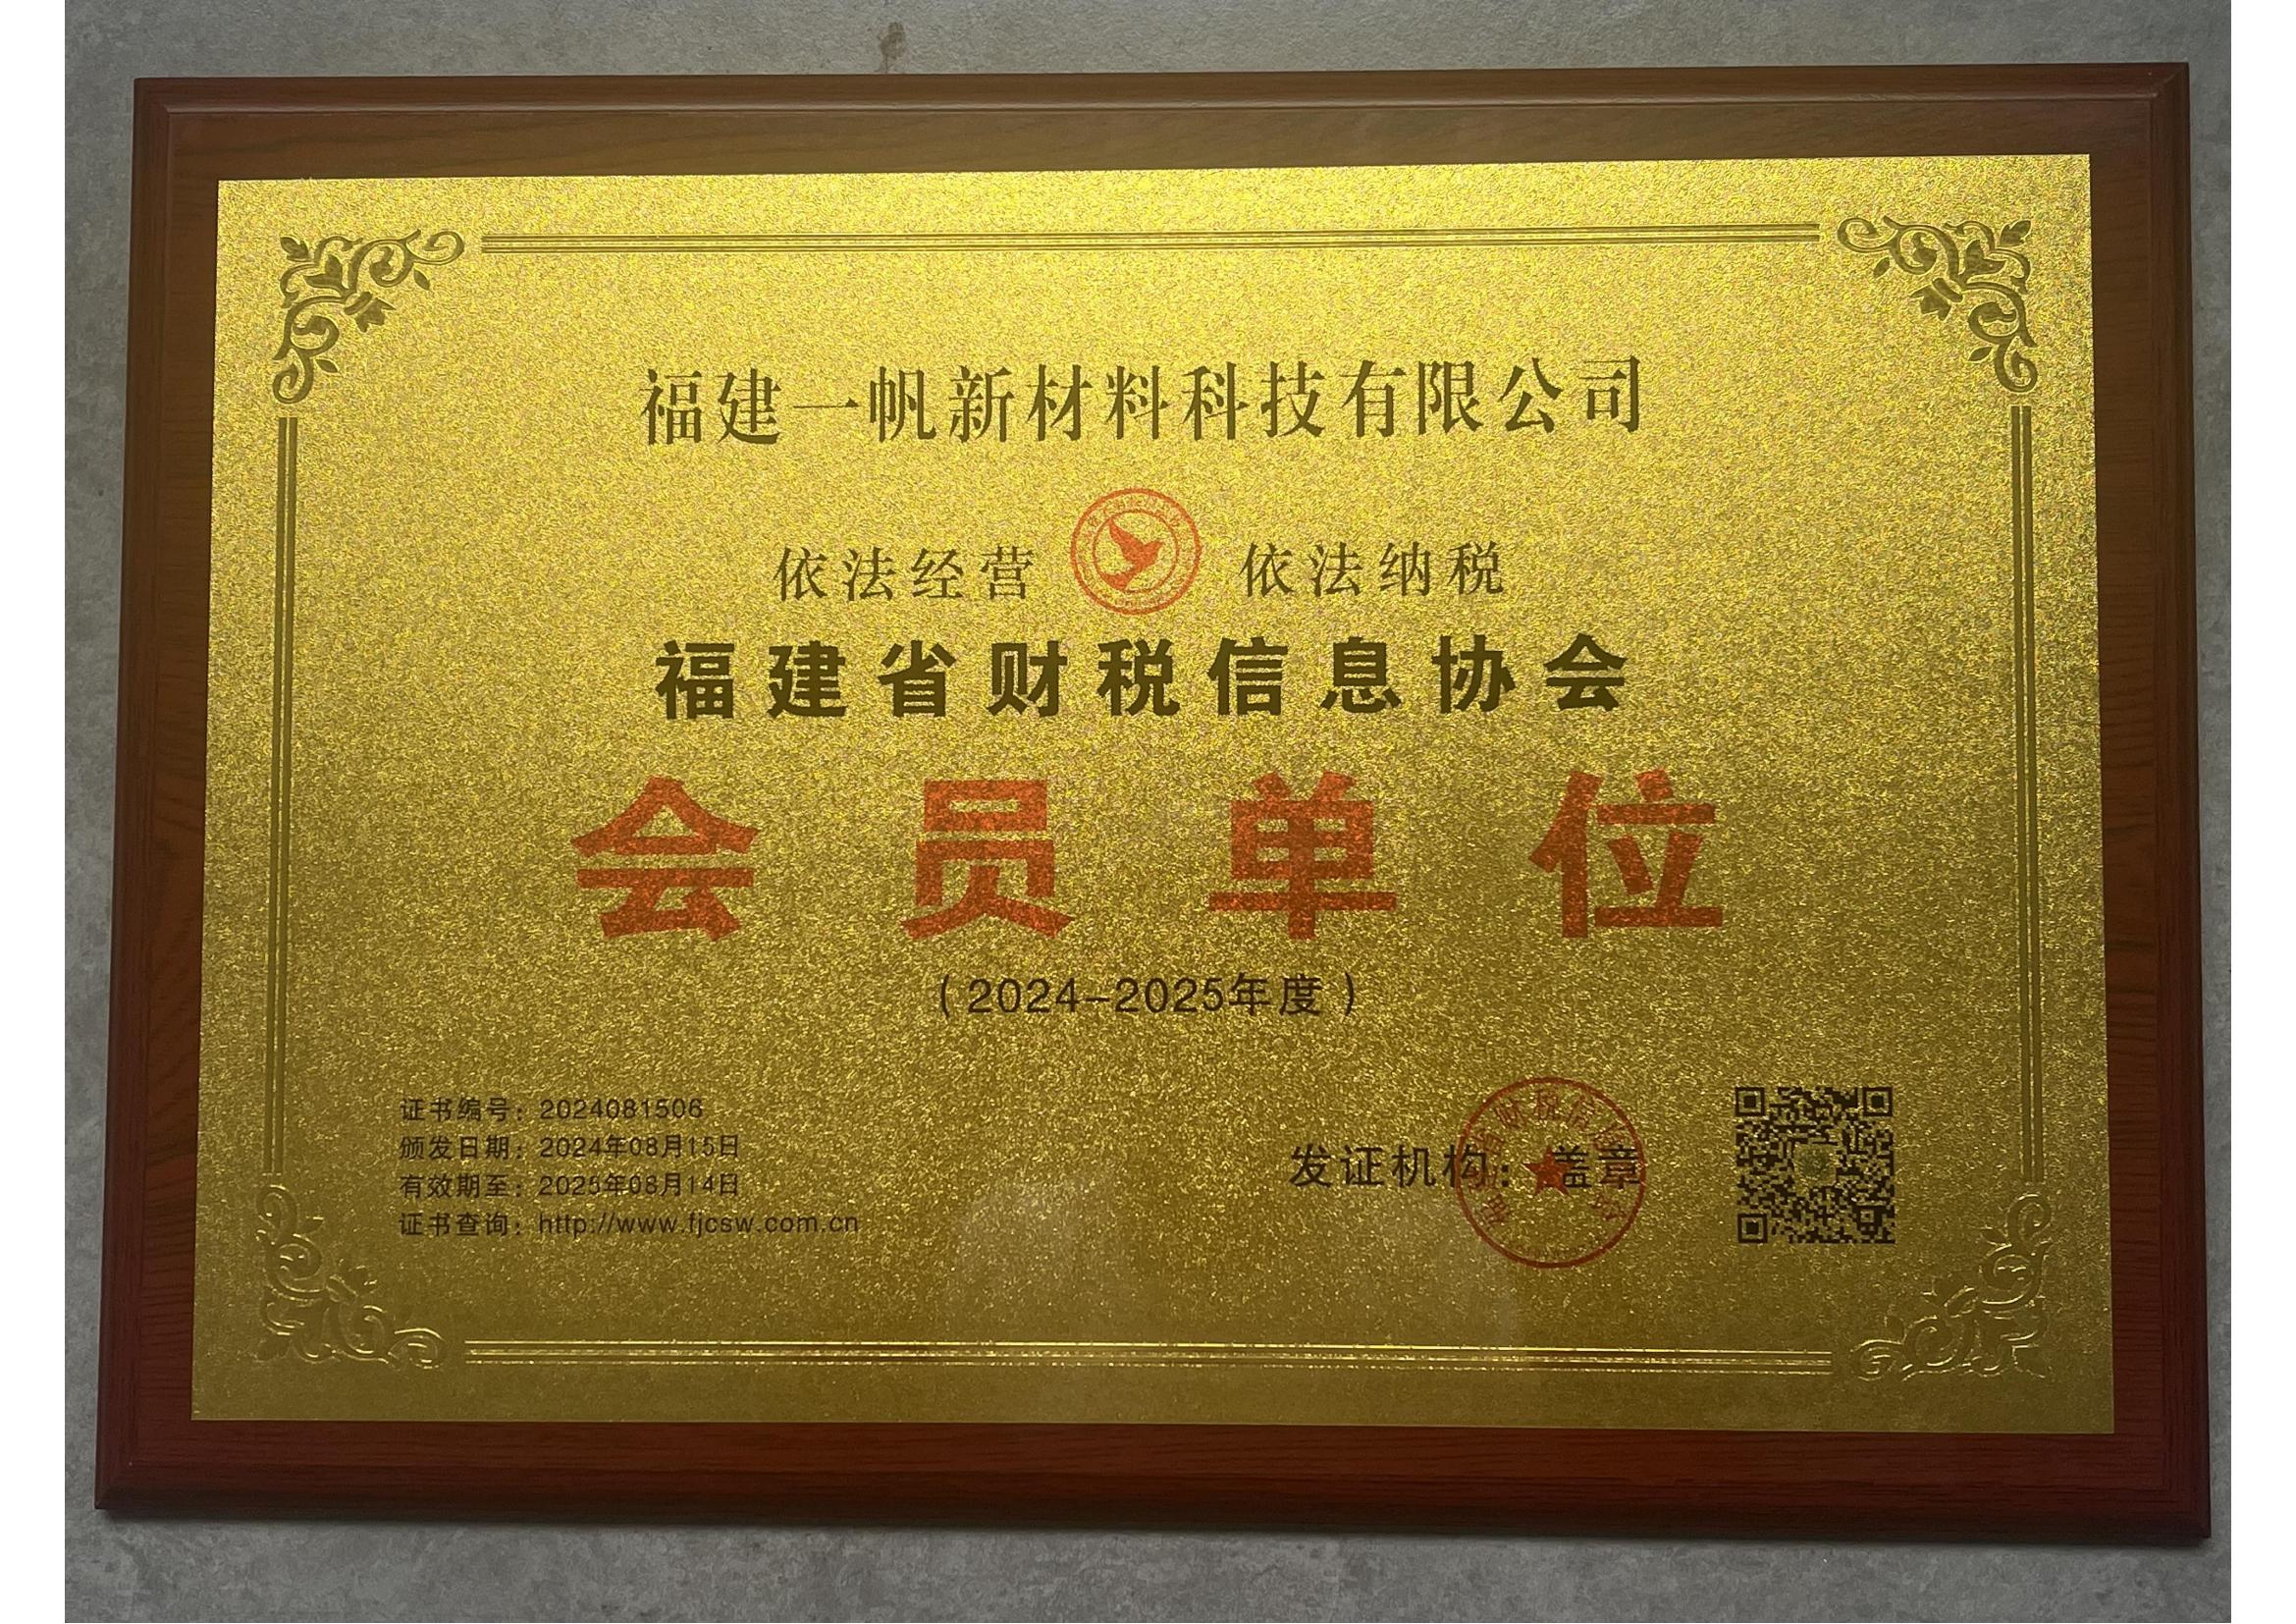 福建一帆新材料科技有限公司
依法经营 依法纳税
福建省财税信息协会
会员单位
(2024-2025年度)
证书编号：2024081506
颁发日期：2024年08月15日
有效期至：2025年08月14日
证书查询：http://www.fjcsw.com.cn
发证机构：盖章